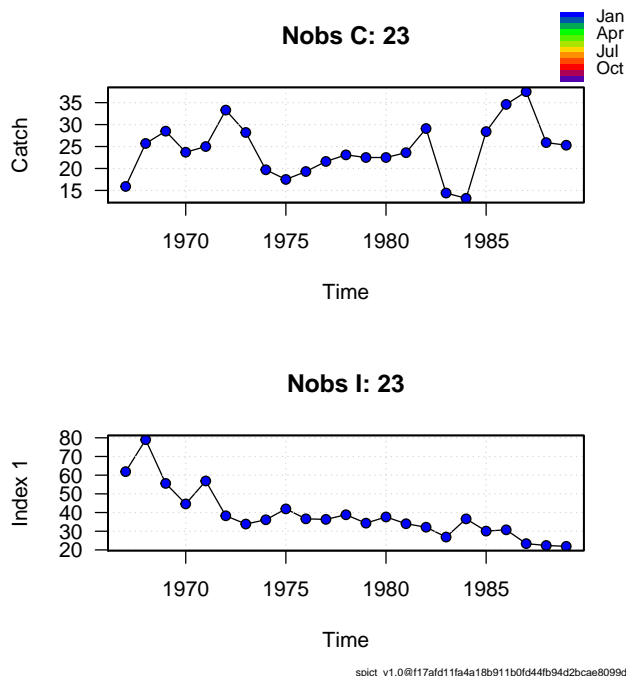 Nobs C: 23
Jan
Apr
Jul
Oct
Catch
35
30
25
20
15
1970 1975 1980 1985
Time
Nobs I: 23
Index 1
80
70
60
50
40
30
20
1970 1975 1980 1985
Time
spict_v1.0@f17afd11fa4a18b911b0fd44fb94d2bcae8099d